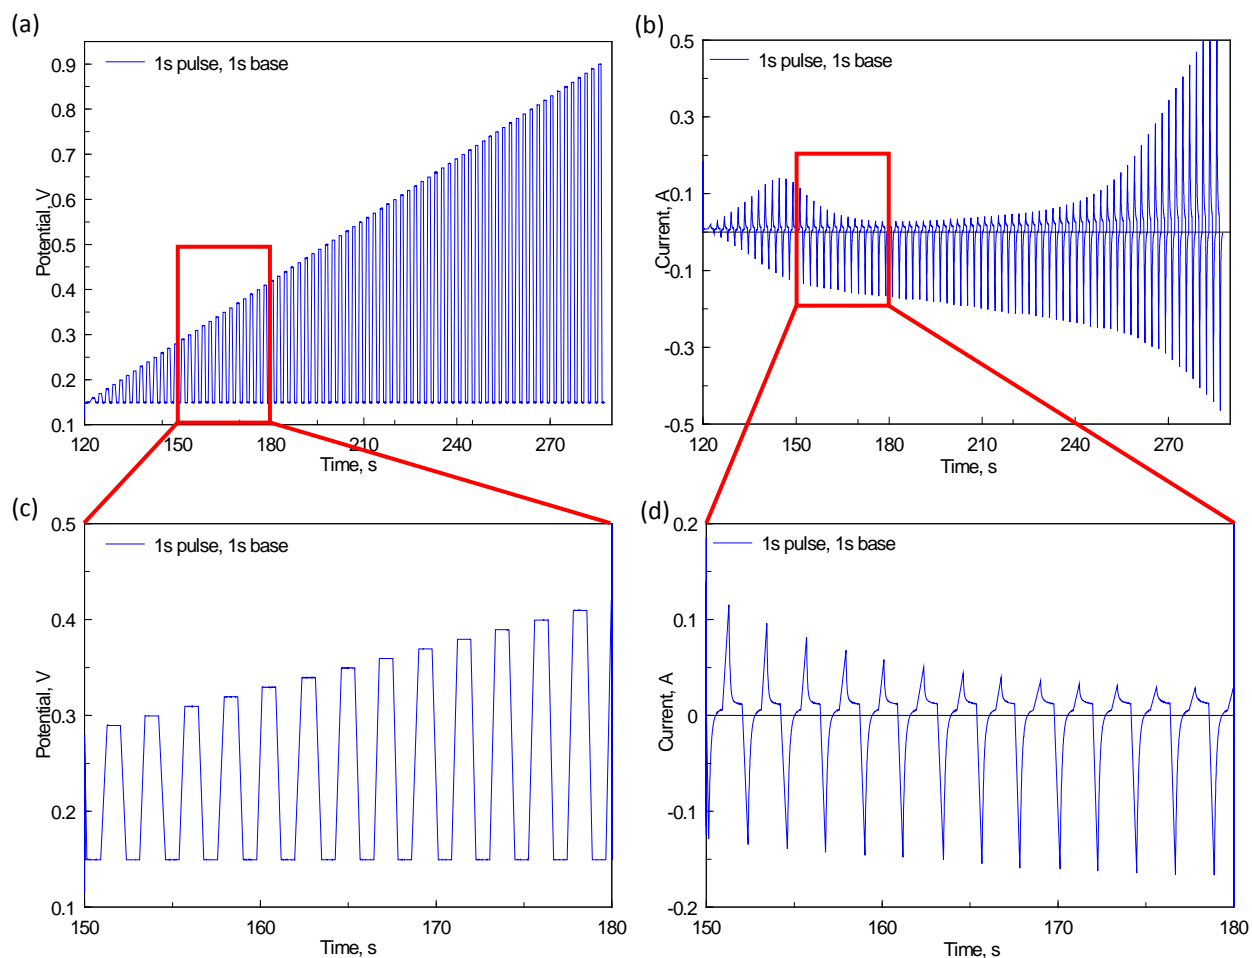 (a)
1s pulse, 1s base
0.9
0.8
0.7
0.6
0.5
0.4
0.3
0.2
0.1
Potential, V
120 150 180 210 240 270
Time, s
(b)
1s pulse, 1s base
0.5
0.3
0.1
-0.1
-0.3
-0.5
Current, A
120 150 180 210 240 270
Time, s
(c)
1s pulse, 1s base
0.5
0.4
0.3
0.2
0.1
Potential, V
150 160 170 180
Time, s
(d)
1s pulse, 1s base
0.2
0.1
0
-0.1
-0.2
Current, A
150 160 170 180
Time, s